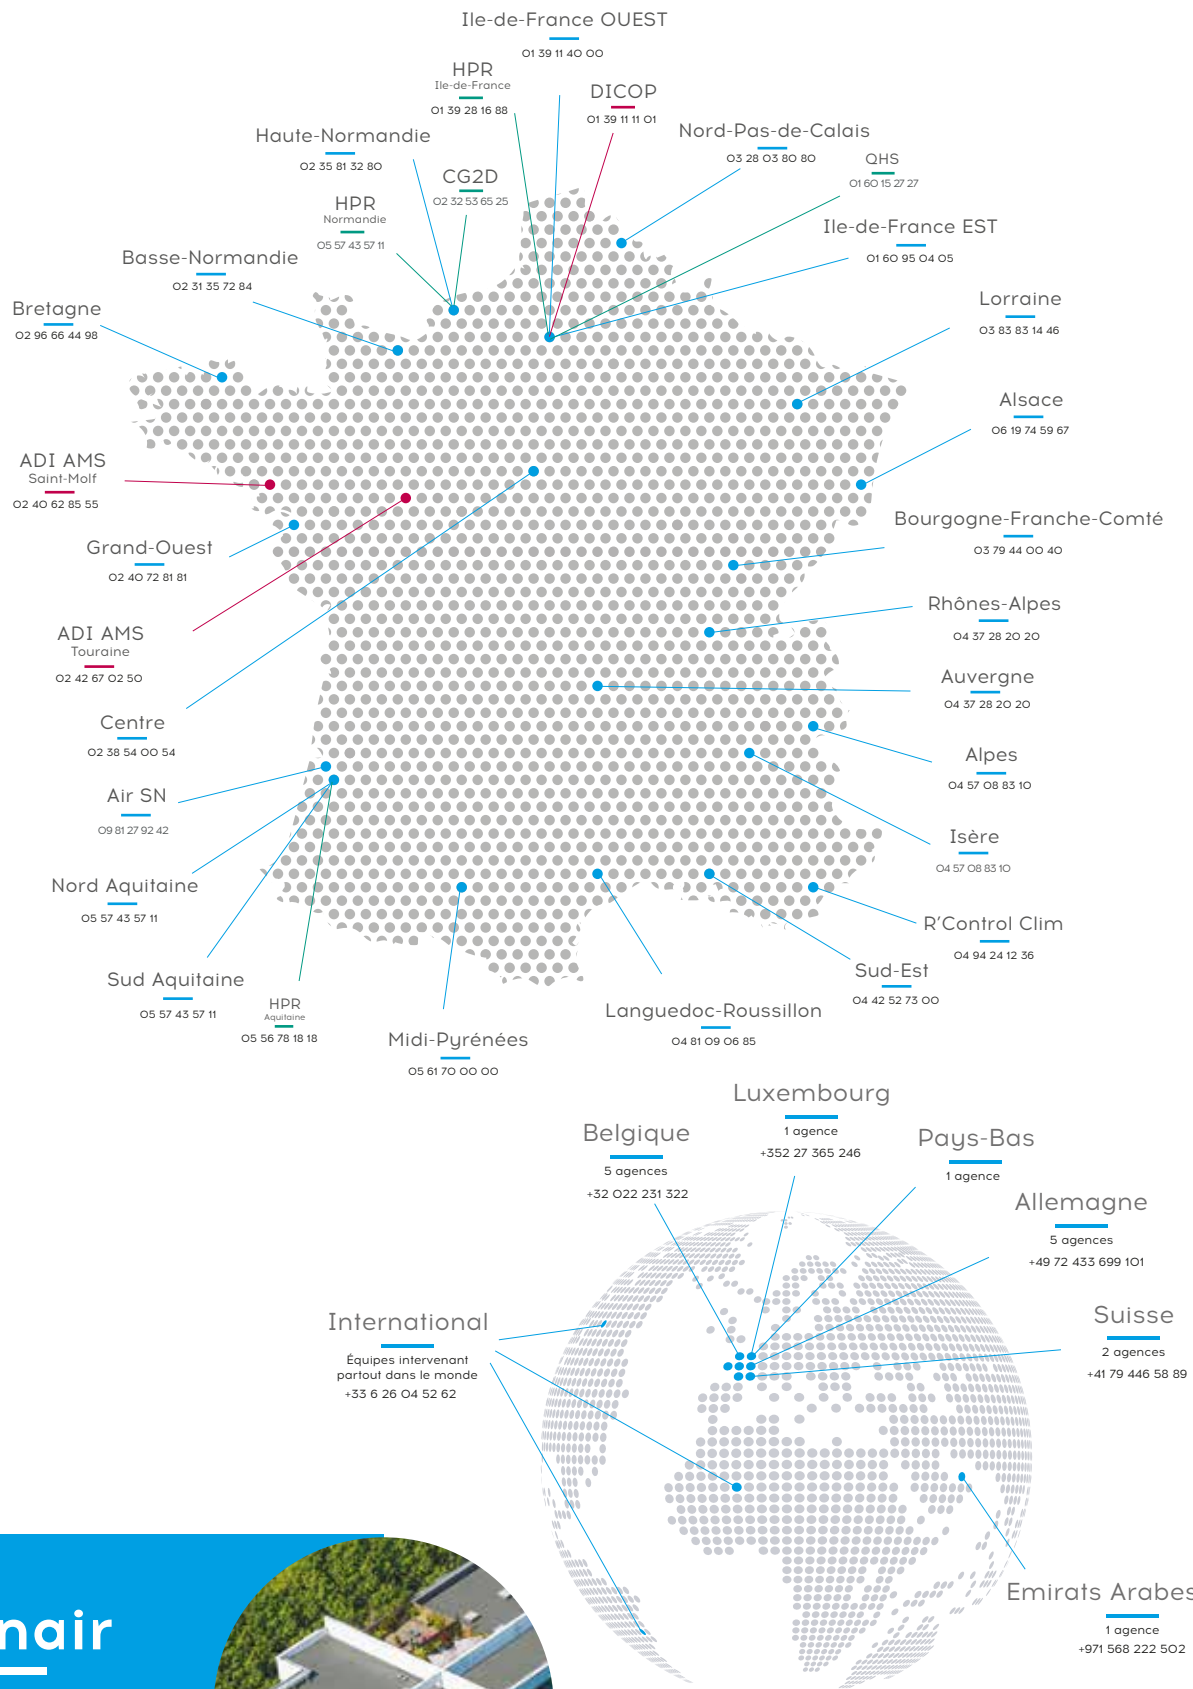 Ile-de-France OUEST
01 39 11 40 00
HPR
Ile-de-France
01 39 28 16 88
DICOP
01 39 11 11 01
Haute-Normandie
02 35 81 32 80
Nord-Pas-de-Calais
03 28 03 80 80
CG2D
02 32 53 65 25
QHS
01 60 15 27 27
HPR
Normandie
05 57 43 57 11
Ile-de-France EST
01 60 95 04 05
Basse-Normandie
02 31 35 72 84
Bretagne
02 96 66 44 98
Lorraine
03 83 83 14 46
Alsace
06 19 74 59 67
ADI AMS
Saint-Molf
02 40 62 85 55
Bourgogne-Franche-Comté
03 79 44 00 40
Grand-Ouest
02 40 72 81 81
Rhônes-Alpes
04 37 28 20 20
ADI AMS
Touraine
02 42 67 02 50
Auvergne
04 37 28 20 20
Centre
02 38 54 00 54
Alpes
04 57 08 83 10
Air SN
09 81 27 92 42
Isère
04 57 08 83 10
Nord Aquitaine
05 57 43 57 11
R'Control Clim
04 94 24 12 36
Sud Aquitaine
05 57 43 57 11
Sud-Est
04 42 52 73 00
HPR
Aquitaine
05 56 78 18 18
Languedoc-Roussillon
04 81 09 06 85
Midi-Pyrénées
05 61 70 00 00
Luxembourg
1 agence
+352 27 365 246
Belgique
5 agences
+32 022 231 322
Pays-Bas
1 agence
Allemagne
5 agences
+49 72 433 699 101
International
Équipes intervenant
partout dans le monde
+33 6 26 04 52 62
Suisse
2 agences
+41 79 446 58 89
Emirats Arabes
1 agence
+971 568 222 502
nair